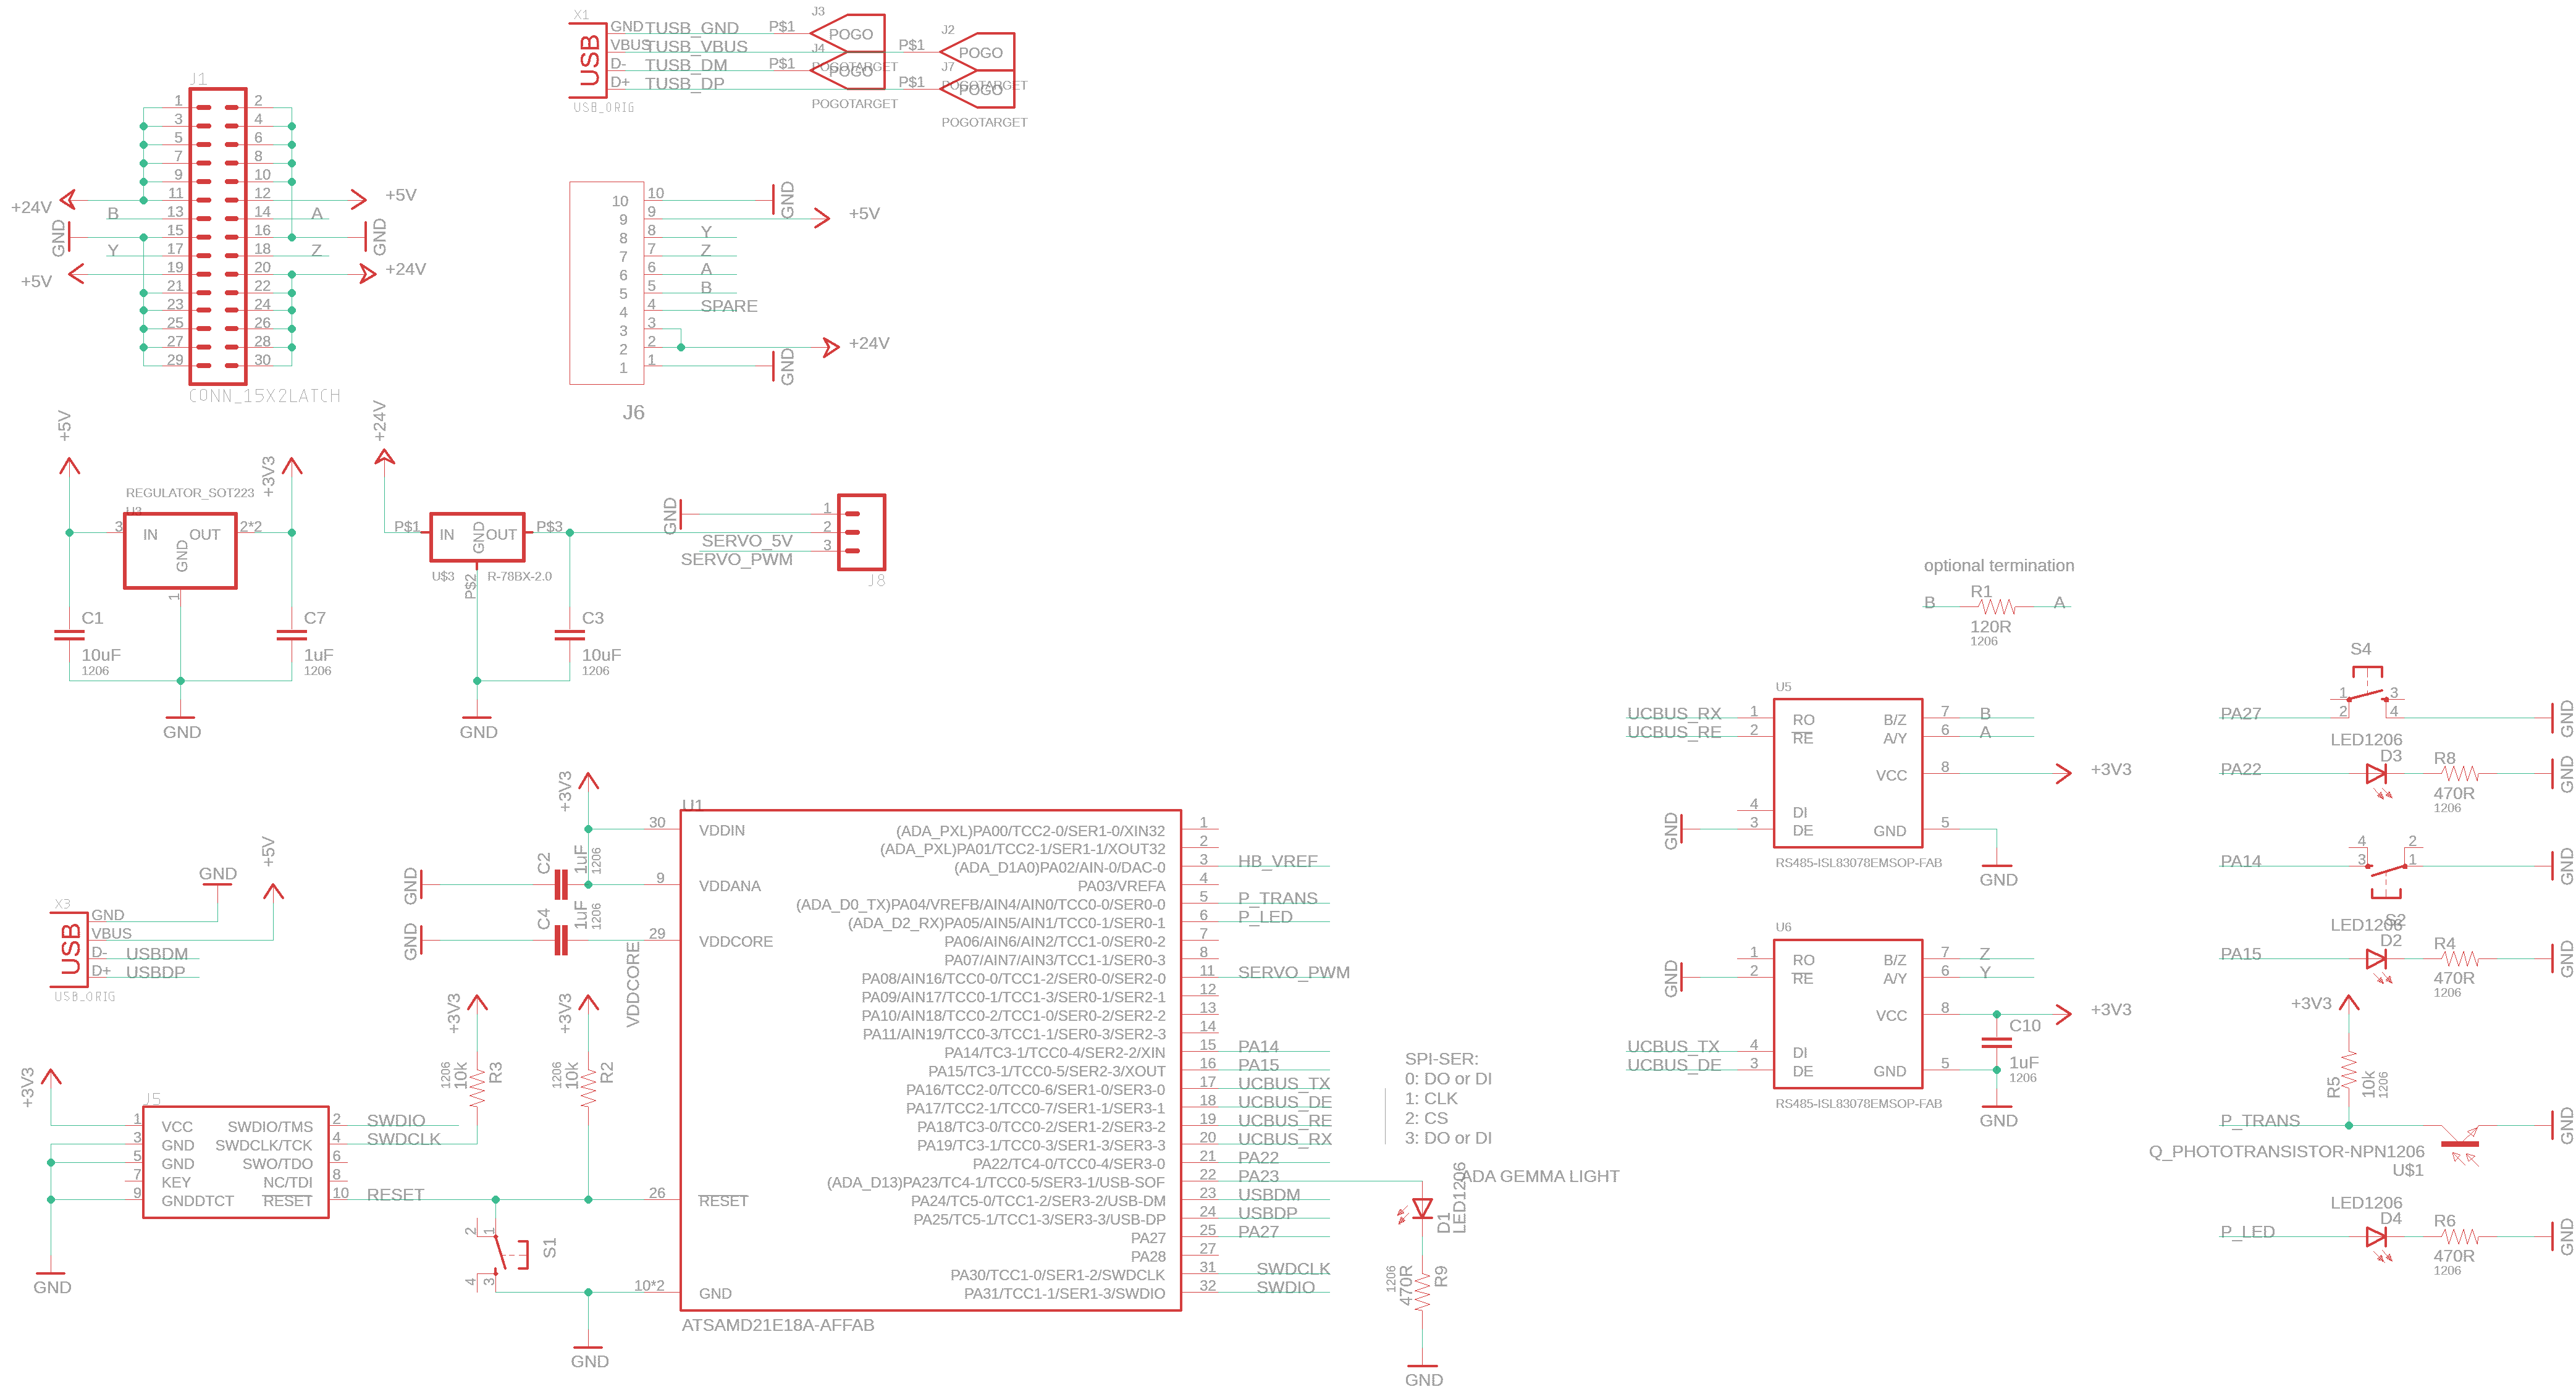 J1
1 2
3 4
5 6
7 8
9 10
11 12
13 14
15 16
17 18
19 20
21 22
23 24
25 26
27 28
29 30
+24V
B
GND
Y
+5V
+5V
A
GND
Z
+24V
CONN_15X2LATCH
X1
USB
GND TUSB_GND P$1
VBUS TUSB_VBUS P$1
D- TUSB_DM P$1
D+ TUSB_DP P$1
USB_ORIG
J3
POGO
J4
POGOTARGET
POGO
POGOTARGET
J2
POGO
J7
POGOTARGET
POGO
POGOTARGET
10 10 GND
9 9 +5V
8 8 Y
7 7 Z
6 6 A
5 5 B
4 4 SPARE
3 3
2 2 +24V
1 1 GND
J6
+5V
REGULATOR_SOT223
U3
+3V3
3 IN OUT 2*2
GND
1
C1
10uF
1206
C7
1uF
1206
GND
+24V
P$1 IN GND OUT P$3
U$3 P$2 R-78BX-2.0
C3
10uF
1206
GND
GND
1
2
3
SERVO_5V
SERVO_PWM
J8
optional termination
B R1 A
120R
1206
X3
USB
GND
VBUS
D- USBDM
D+ USBDP
USB_ORIG
GND
+5V
+3V3
J5
1 VCC SWDIO/TMS 2 SWDIO
3 GND SWDCLK/TCK 4 SWDCLK
5 GND SWO/TDO 6
7 KEY NC/TDI 8
9 GNDDTCT RESET 10 RESET
GND
+3V3
1206
10k
R3
+3V3
1206
10k
R2
2 1
4 3
S1
GND
+3V3
GND
C2
1uF
1206
GND
C4
1uF
1206
VDDCORE
U1
30 VDDIN
9 VDDANA
29 VDDCORE
26 RESET
10*2 GND
(ADA_PXL)PA00/TCC2-0/SER1-0/XIN32 1
(ADA_PXL)PA01/TCC2-1/SER1-1/XOUT32 2
(ADA_D1A0)PA02/AIN-0/DAC-0 3 HB_VREF
PA03/VREFA 4
(ADA_D0_TX)PA04/VREFB/AIN4/AIN0/TCC0-0/SER0-0 5 P_TRANS
(ADA_D2_RX)PA05/AIN5/AIN1/TCC0-1/SER0-1 6 P_LED
PA06/AIN6/AIN2/TCC1-0/SER0-2 7
PA07/AIN7/AIN3/TCC1-1/SER0-3 8
PA08/AIN16/TCC0-0/TCC1-2/SER0-0/SER2-0 11 SERVO_PWM
PA09/AIN17/TCC0-1/TCC1-3/SER0-1/SER2-1 12
PA10/AIN18/TCC0-2/TCC1-0/SER0-2/SER2-2 13
PA11/AIN19/TCC0-3/TCC1-1/SER0-3/SER2-3 14
PA14/TC3-1/TCC0-4/SER2-2/XIN 15 PA14
PA15/TC3-1/TCC0-5/SER2-3/XOUT 16 PA15
PA16/TCC2-0/TCC0-6/SER1-0/SER3-0 17 UCBUS_TX
PA17/TCC2-1/TCC0-7/SER1-1/SER3-1 18 UCBUS_DE
PA18/TC3-0/TCC0-2/SER1-2/SER3-2 19 UCBUS_RE
PA19/TC3-1/TCC0-3/SER1-3/SER3-3 20 UCBUS_RX
PA22/TC4-0/TCC0-4/SER3-0 21 PA22
(ADA_D13)PA23/TC4-1/TCC0-5/SER3-1/USB-SOF 22 PA23
PA24/TC5-0/TCC1-2/SER3-2/USB-DM 23 USBDM
PA25/TC5-1/TCC1-3/SER3-3/USB-DP 24 USBDP
PA27 25 PA27
PA28 27
PA30/TCC1-0/SER1-2/SWDCLK 31 SWDCLK
PA31/TCC1-1/SER1-3/SWDIO 32 SWDIO
ATSAMD21E18A-AFFAB
SPI-SER:
0: DO or DI
1: CLK
2: CS
3: DO or DI
ADA GEMMA LIGHT
D1
LED1206
1206
470R
R9
GND
U5
UCBUS_RX 1 RO B/Z 7 B
UCBUS_RE 2 RE A/Y 6 A
VCC 8 +3V3
4 DI
GND 3 DE GND 5
RS485-ISL83078EMSOP-FAB
GND
U6
1 RO B/Z 7 Z
GND 2 RE A/Y 6 Y
VCC 8 +3V3
UCBUS_TX 4 DI
UCBUS_DE 3 DE GND 5
RS485-ISL83078EMSOP-FAB
C10
1uF
1206
GND
S4
1 3
PA27 2 4 GND
LED1206
PA22 D3 R8 GND
470R
1206
4 2
PA14 3 1 GND
S2
LED1206
PA15 D2 R4 GND
470R
1206
+3V3
R5
10k
1206
P_TRANS GND
Q_PHOTOTRANSISTOR-NPN1206
U$1
LED1206
P_LED D4 R6 GND
470R
1206